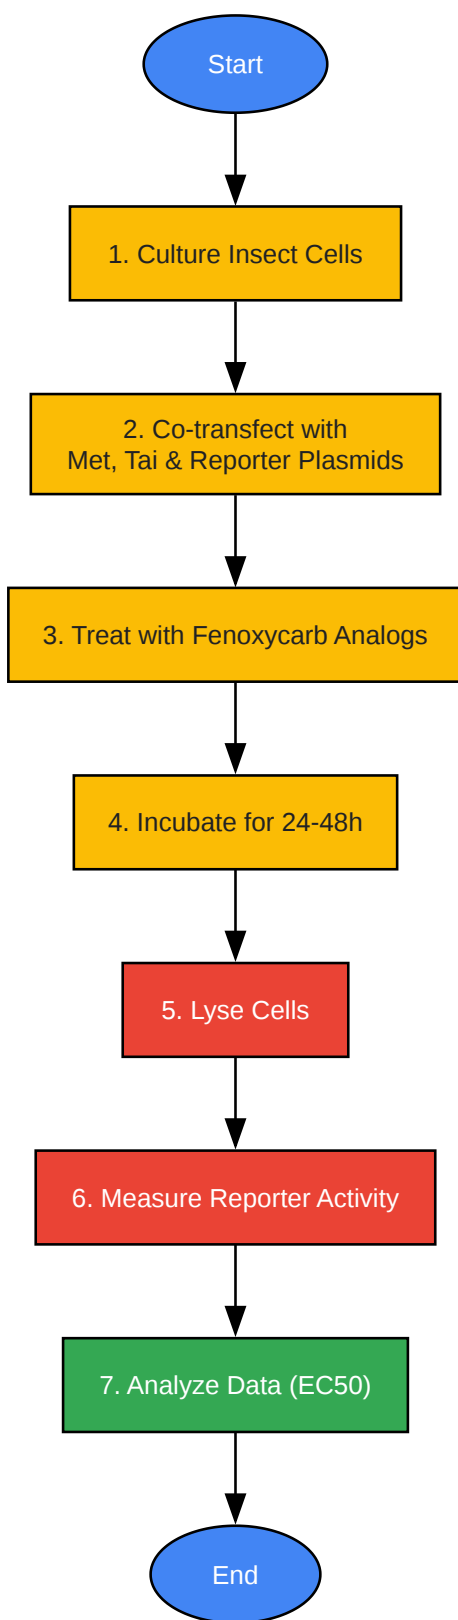 Start
1. Culture Insect Cells
2. Co-transfect with
Met, Tai & Reporter Plasmids
3. Treat with Fenoxycarb Analogs
4. Incubate for 24-48h
5. Lyse Cells
6. Measure Reporter Activity
7. Analyze Data (EC50)
End